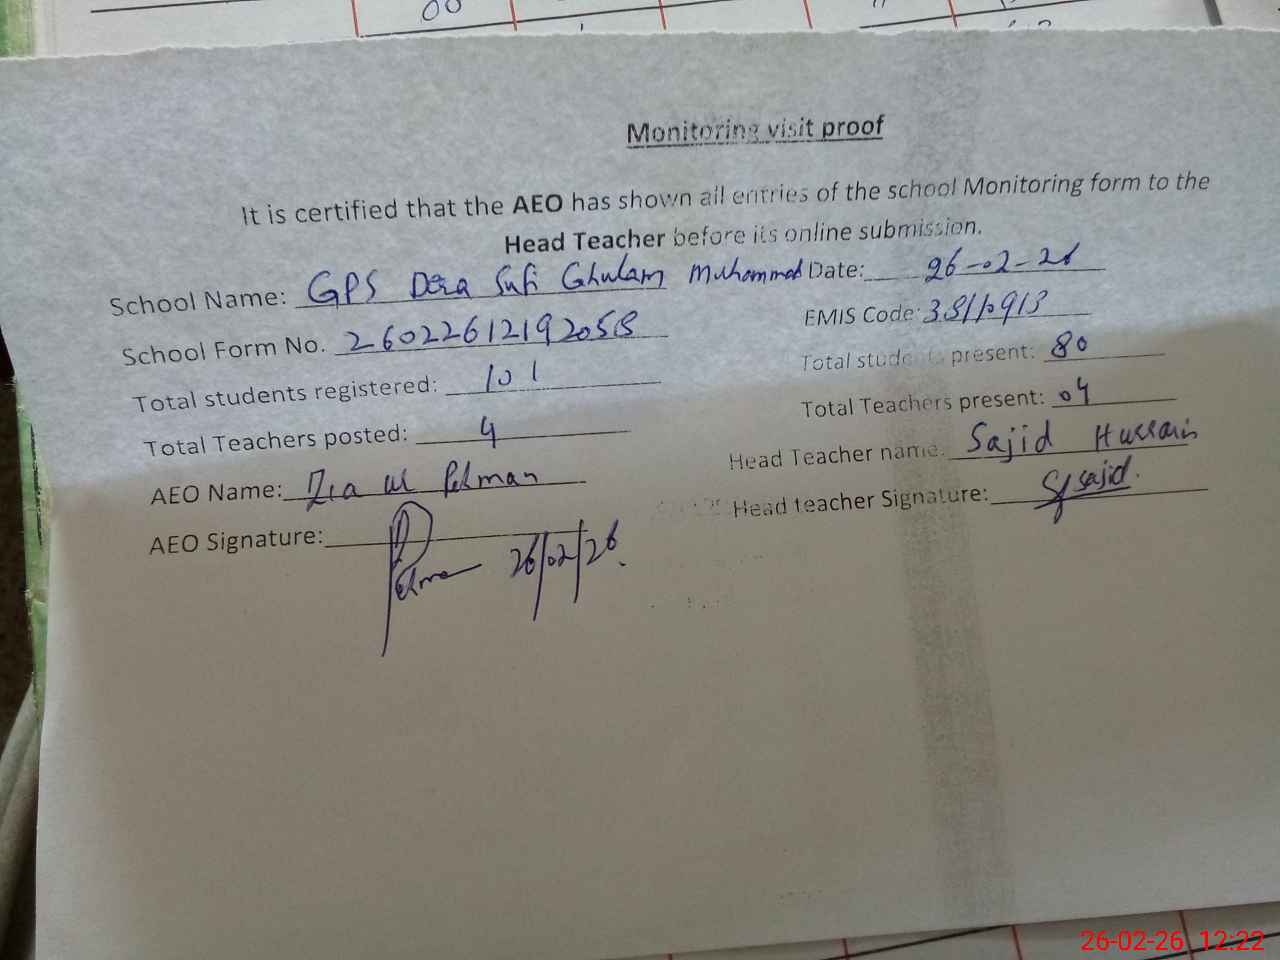 00
Monitoring visit proof
It is certified that the AEO has shown all entries of the school Monitoring form to the
Head Teacher before its online submission.
School Name: GPS Dera Sufi Ghulam Muhammad Date: 26-02-26
School Form No. 26022612192058 EMIS Code:
Total students registered: 101 Total students present: 80
Total Teachers posted: 4 Total Teachers present: 04
AEO Name: Zia ul Rehman Head Teacher name: Sajid Hussain
AEO Signature: Rehman 26/02/26. Head teacher Signature: Sajid.
26-02-26 12:22